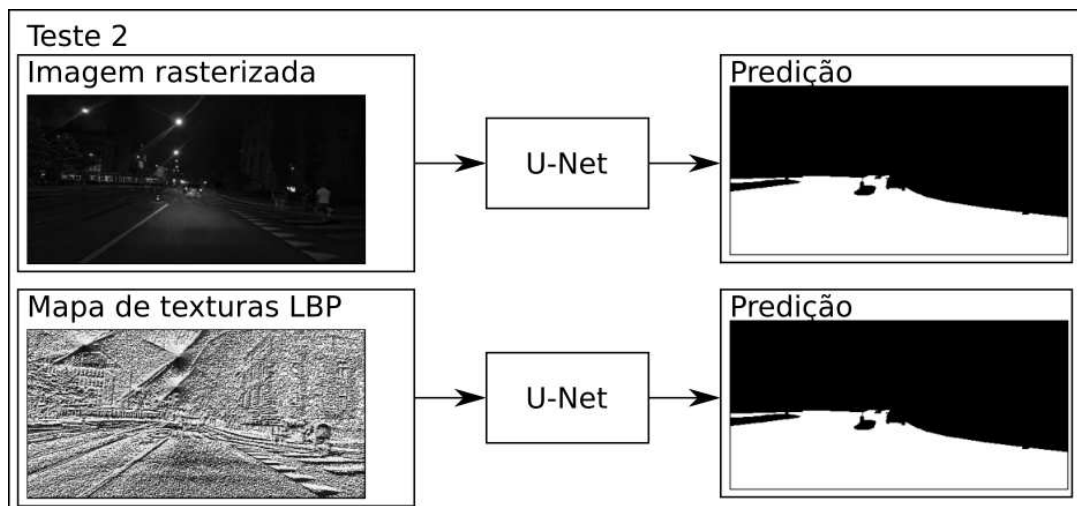 Teste 2
Imagem rasterizada
U-Net
Predição
Mapa de texturas LBP
U-Net
Predição